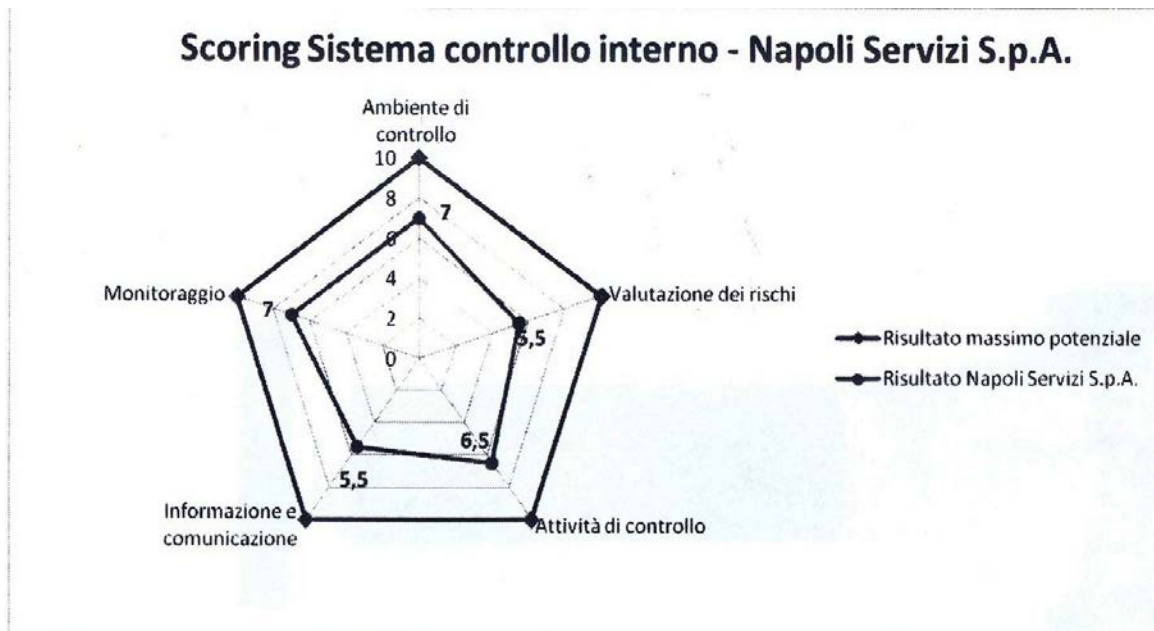 Scoring Sistema controllo interno - Napoli Servizi S.p.A.
Ambiente di
controllo
10
8
7
6
4
2
0
Monitoraggio
7
Valutazione dei rischi
5,5
Risultato massimo potenziale
Risultato Napoli Servizi S.p.A.
6,5
5,5
Informazione e
comunicazione
Attività di controllo